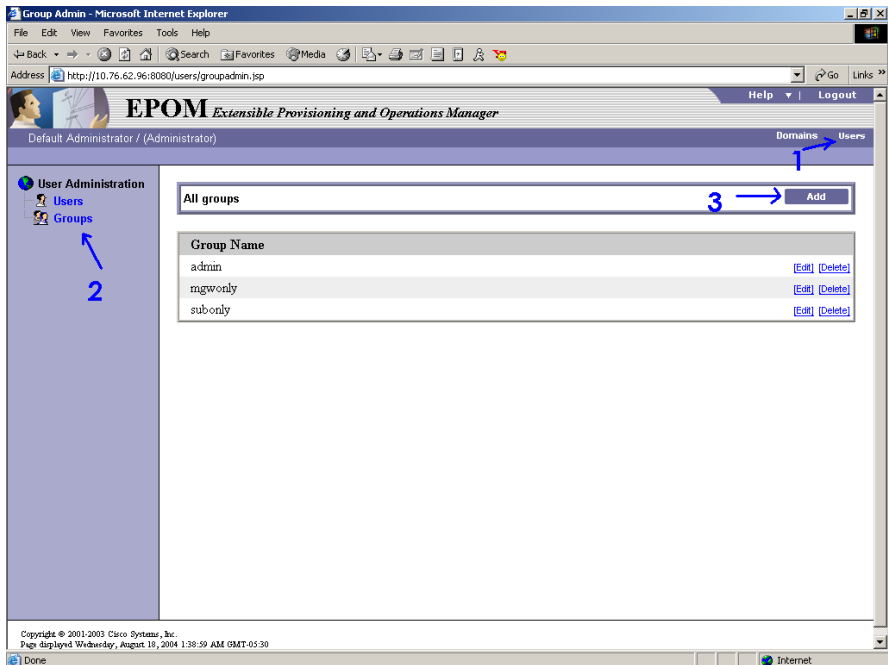 Group Admin - Microsoft Internet Explorer
File Edit View Favorites Tools Help
Back Search Favorites Media
Address http://10.76.62.96:8080/users/groupadmin.jsp Go Links »
Help ▼ | Logout
EPOM Extensible Provisioning and Operations Manager
Default Administrator / (Administrator) Domains Users
1
User Administration
Users
Groups
2
All groups 3 Add
Group Name
admin [Edit] [Delete]
mgwonly [Edit] [Delete]
subonly [Edit] [Delete]
Copyright © 2001-2003 Cisco Systems, Inc.
Page displayed Wednesday, August 18, 2004 1:38:59 AM GMT-05:30
Done Internet